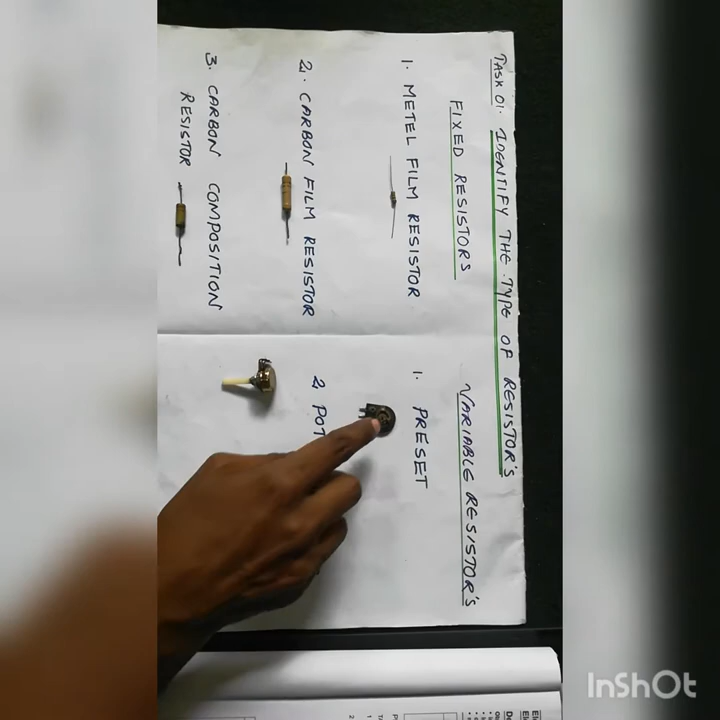 TASK 01. IDENTIFY THE TYPE OF RESISTOR'S
FIXED RESISTORS
1. METEL FILM RESISTOR
2. CARBON FILM RESISTOR
3. CARBON COMPOSITION
RESISTOR
VARIABLE RESISTOR'S
1. PRESET
2. POT
InShOt